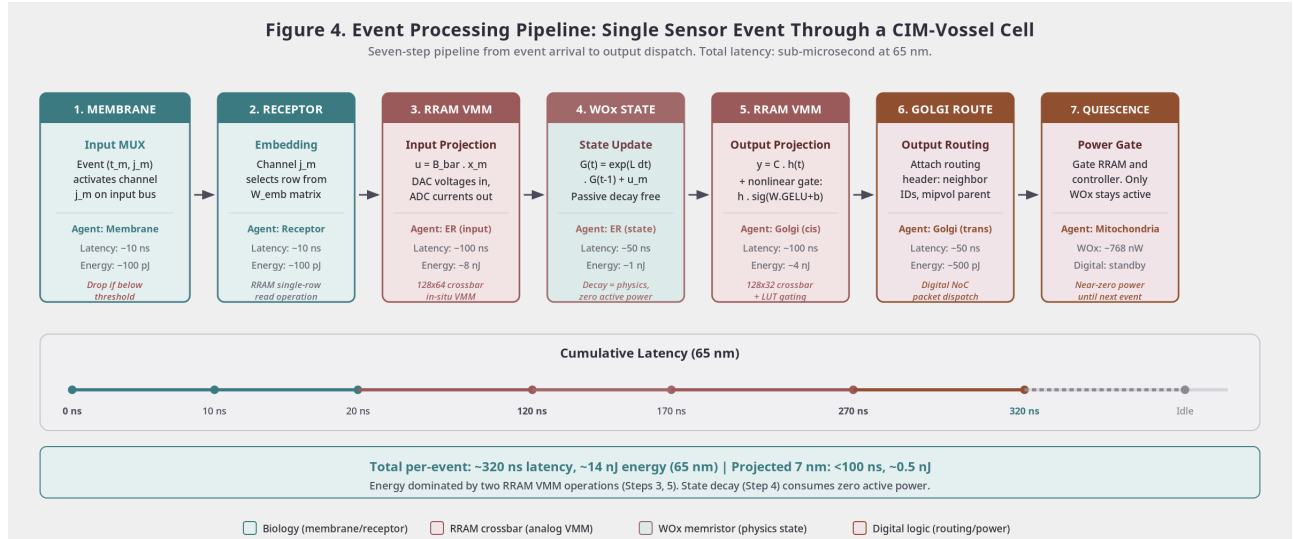 Figure 4. Event Processing Pipeline: Single Sensor Event Through a CIM-Vossel Cell
Seven-step pipeline from event arrival to output dispatch. Total latency: sub-microsecond at 65 nm.
1. MEMBRANE
Input MUX
Event (t_m, j_m)
activates channel
j_m on input bus
Agent: Membrane
Latency: ~10 ns
Energy: ~100 pJ
Drop if below
threshold
2. RECEPTOR
Embedding
Channel j_m
selects row from
W_emb matrix
Agent: Receptor
Latency: ~10 ns
Energy: ~100 pJ
RRAM single-row
read operation
3. RRAM VMM
Input Projection
u = B_bar . x_m
DAC voltages in,
ADC currents out
Agent: ER (input)
Latency: ~100 ns
Energy: ~8 nJ
128x64 crossbar
in-situ VMM
4. WOx STATE
State Update
G(t) = exp(L dt)
. G(t-1) + u_m
Passive decay free
Agent: ER (state)
Latency: ~50 ns
Energy: ~1 nJ
Decay = physics,
zero active power
5. RRAM VMM
Output Projection
y = C . h(t)
+ nonlinear gate:
h . sig(W.GELU+b)
Agent: Golgi (cis)
Latency: ~100 ns
Energy: ~4 nJ
128x32 crossbar
+ LUT gating
6. GOLGI ROUTE
Output Routing
Attach routing
header: neighbor
IDs, mipvol parent
Agent: Golgi (trans)
Latency: ~50 ns
Energy: ~500 pJ
Digital NoC
packet dispatch
7. QUIESCENCE
Power Gate
Gate RRAM and
controller. Only
WOx stays active
Agent: Mitochondria
WOx: ~768 nW
Digital: standby
Near-zero power
until next event
Cumulative Latency (65 nm)
0 ns
10 ns
20 ns
120 ns
170 ns
270 ns
320 ns
Idle
Total per-event: ~320 ns latency, ~14 nJ energy (65 nm) | Projected 7 nm: <100 ns, ~0.5 nJ
Energy dominated by two RRAM VMM operations (Steps 3, 5). State decay (Step 4) consumes zero active power.
Biology (membrane/receptor)
RRAM crossbar (analog VMM)
WOx memristor (physics state)
Digital logic (routing/power)